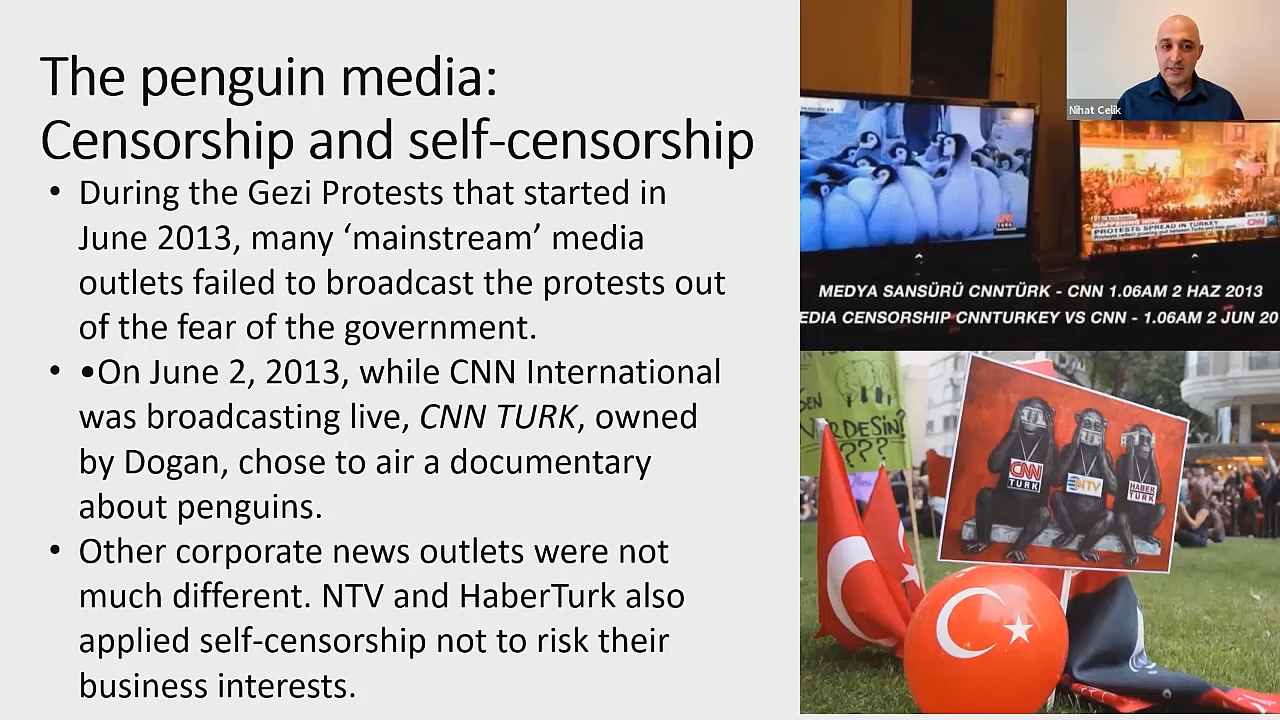 The penguin media:
Censorship and self-censorship
• During the Gezi Protests that started in
June 2013, many ‘mainstream’ media
outlets failed to broadcast the protests out
of the fear of the government.
• •On June 2, 2013, while CNN International
was broadcasting live, CNN TURK, owned
by Dogan, chose to air a documentary
about penguins.
• Other corporate news outlets were not
much different. NTV and HaberTurk also
applied self-censorship not to risk their
business interests.
Nihat Celik
PROTESTS SPREAD IN TURKEY
CNN
MEDYA SANSÜRÜ CNNTÜRK - CNN 1.06AM 2 HAZ 2013
EDIA CENSORSHIP CNNTURKEY VS CNN - 1.06AM 2 JUN 20
???
CNN
TURK
NTV
HABER
TURK